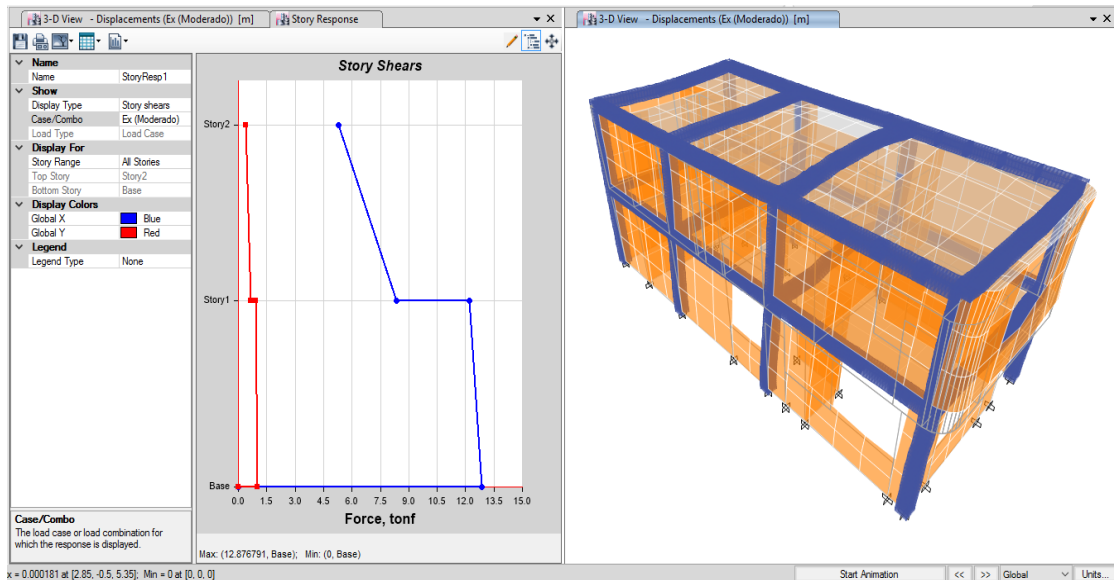 3-D View - Displacements (Ex (Moderado)) [m]
Story Response
Name
Name StoryResp1
Show
Display Type Story shears
Case/Combo Ex (Moderado)
Load Type Load Case
Display For
Story Range All Stories
Top Story Story2
Bottom Story Base
Display Colors
Global X Blue
Global Y Red
Legend
Legend Type None
Case/Combo
The load case or load combination for
which the response is displayed.
Story Shears
Story2
Story1
Base
0.0 1.5 3.0 4.5 6.0 7.5 9.0 10.5 12.0 13.5 15.0
Force, tonf
Max: (12.876791, Base); Min: (0, Base)
3-D View - Displacements (Ex (Moderado)) [m]
x = 0.000181 at [2.85, -0.5, 5.35]; Min = 0 at [0, 0, 0]
Start Animation
<< >> Global Units...